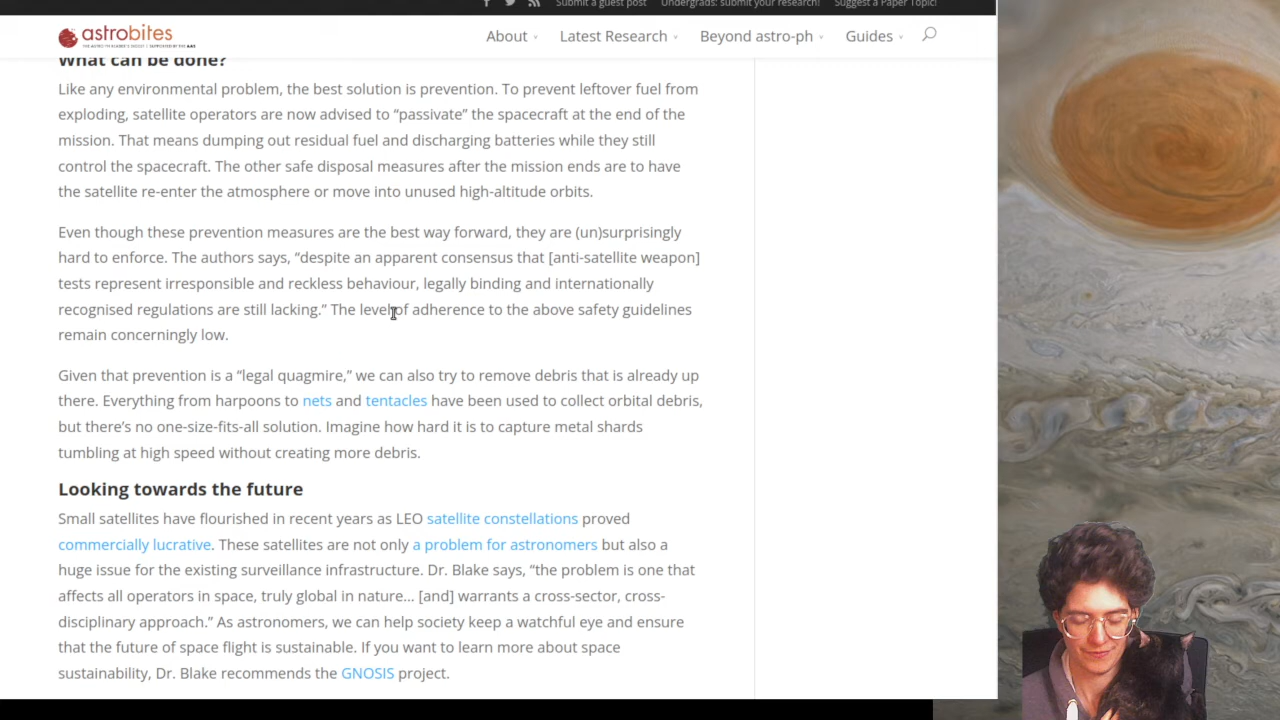 Submit a guest post
Undergrads: submit your research!
Suggest a Paper Topic!
astrobites
About
Latest Research
Beyond astro-ph
Guides
What can be done?
Like any environmental problem, the best solution is prevention. To prevent leftover fuel from
exploding, satellite operators are now advised to “passivate” the spacecraft at the end of the
mission. That means dumping out residual fuel and discharging batteries while they still
control the spacecraft. The other safe disposal measures after the mission ends are to have
the satellite re-enter the atmosphere or move into unused high-altitude orbits.
Even though these prevention measures are the best way forward, they are (un)surprisingly
hard to enforce. The authors says, “despite an apparent consensus that [anti-satellite weapon]
tests represent irresponsible and reckless behaviour, legally binding and internationally
recognised regulations are still lacking.” The level of adherence to the above safety guidelines
remain concerningly low.
Given that prevention is a “legal quagmire,” we can also try to remove debris that is already up
there. Everything from harpoons to nets and tentacles have been used to collect orbital debris,
but there’s no one-size-fits-all solution. Imagine how hard it is to capture metal shards
tumbling at high speed without creating more debris.
Looking towards the future
Small satellites have flourished in recent years as LEO satellite constellations proved
commercially lucrative. These satellites are not only a problem for astronomers but also a
huge issue for the existing surveillance infrastructure. Dr. Blake says, “the problem is one that
affects all operators in space, truly global in nature… [and] warrants a cross-sector, cross-
disciplinary approach.” As astronomers, we can help society keep a watchful eye and ensure
that the future of space flight is sustainable. If you want to learn more about space
sustainability, Dr. Blake recommends the GNOSIS project.